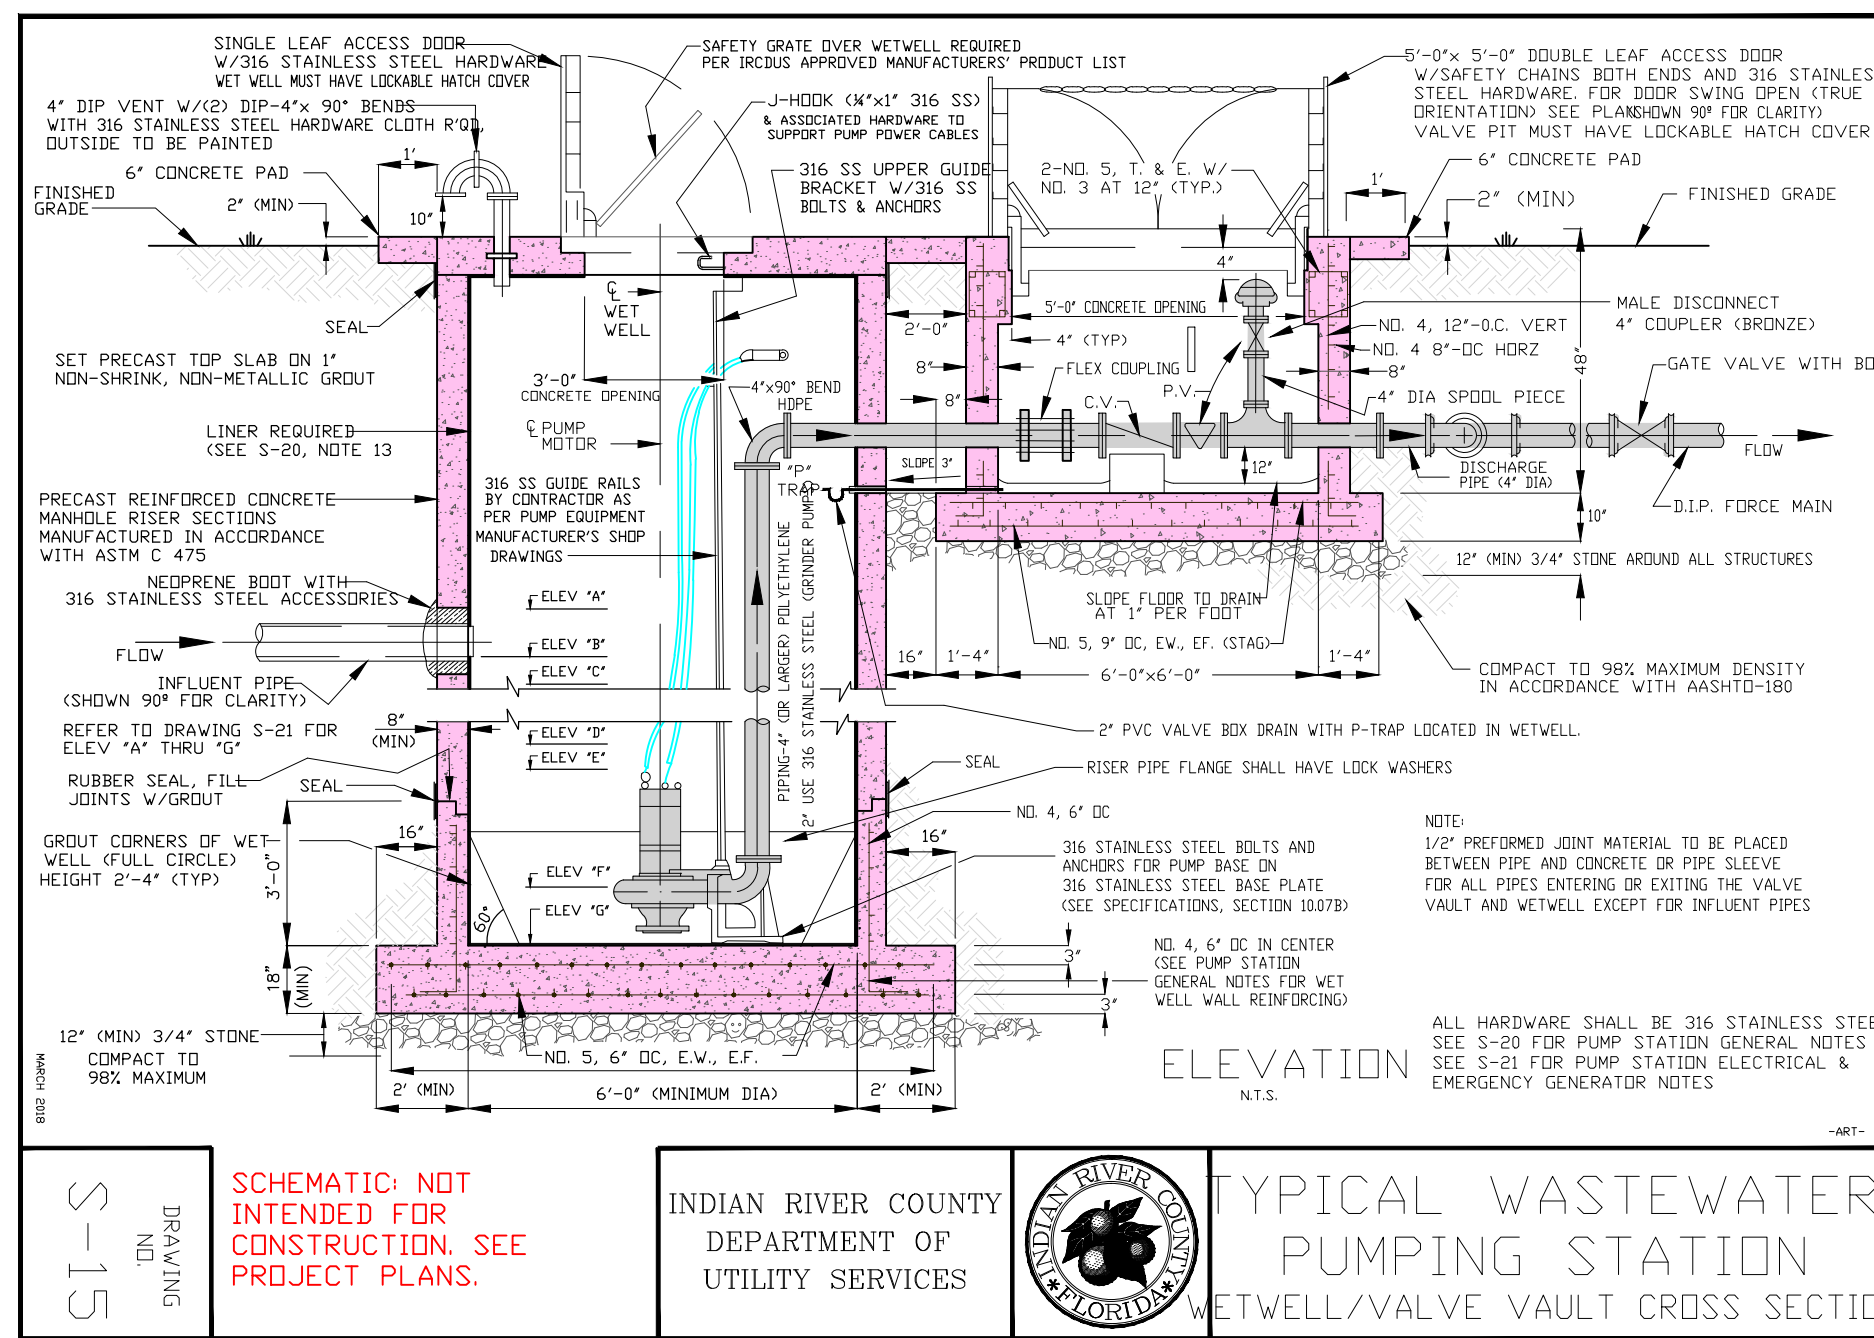 SINGLE LEAF ACCESS DOOR
W/316 STAINLESS STEEL HARDWARE
WET WELL MUST HAVE LOCKABLE HATCH COVER
4" DIP VENT W/(2) DIP-4"x 90° BENDS
WITH 316 STAINLESS STEEL HARDWARE CLOTH R'QD,
OUTSIDE TO BE PAINTED
1'
6" CONCRETE PAD
FINISHED
GRADE
2" (MIN)
10"
SAFETY GRATE OVER WETWELL REQUIRED
PER IRCDUS APPROVED MANUFACTURERS' PRODUCT LIST
J-HOOK (¼"x1" 316 SS)
& ASSOCIATED HARDWARE TO
SUPPORT PUMP POWER CABLES
316 SS UPPER GUIDE
BRACKET W/316 SS
BOLTS & ANCHORS
5'-0"x 5'-0" DOUBLE LEAF ACCESS DOOR
W/SAFETY CHAINS BOTH ENDS AND 316 STAINLES
STEEL HARDWARE. FOR DOOR SWING OPEN (TRUE
ORIENTATION) SEE PLAN (SHOWN 90° FOR CLARITY)
VALVE PIT MUST HAVE LOCKABLE HATCH COVER
2-NO. 5, T. & E. W/
NO. 3 AT 12" (TYP.)
6" CONCRETE PAD
1'
2" (MIN)
FINISHED GRADE
SEAL
SET PRECAST TOP SLAB ON 1"
NON-SHRINK, NON-METALLIC GROUT
LINER REQUIRED
(SEE S-20, NOTE 13
PRECAST REINFORCED CONCRETE
MANHOLE RISER SECTIONS
MANUFACTURED IN ACCORDANCE
WITH ASTM C 475
NEOPRENE BOOT WITH
316 STAINLESS STEEL ACCESSORIES
FLOW
INFLUENT PIPE
(SHOWN 90° FOR CLARITY)
REFER TO DRAWING S-21 FOR
ELEV "A" THRU "G"
8"
(MIN)
RUBBER SEAL, FILL
JOINTS W/GROUT
SEAL
GROUT CORNERS OF WET
WELL (FULL CIRCLE)
HEIGHT 2'-4" (TYP)
16"
3'-0"
18"
(MIN)
12" (MIN) 3/4" STONE
COMPACT TO
98% MAXIMUM
MARCH 2018
CL
WET
WELL
3'-0"
CONCRETE OPENING
CL PUMP
MOTOR
316 SS GUIDE RAILS
BY CONTRACTOR AS
PER PUMP EQUIPMENT
MANUFACTURER'S SHOP
DRAWINGS
ELEV "A"
ELEV "B"
ELEV "C"
ELEV "D"
ELEV "E"
ELEV "F"
ELEV "G"
60°
4"x90° BEND
HDPE
"P"
TRAP
PIPING-4" (OR LARGER) POLYETHYLENE
2" USE 316 STAINLESS STEEL (GRINDER PUMPS)
2'-0"
8"
8"
4" (TYP)
5'-0" CONCRETE OPENING
4"
FLEX COUPLING
P.V.
C.V.
SLOPE 3"
12"
MALE DISCONNECT
4" COUPLER (BRONZE)
NO. 4, 12"-O.C. VERT
NO. 4 8"-OC HORZ
8"
48"
GATE VALVE WITH BO
4" DIA SPOOL PIECE
FLOW
DISCHARGE
PIPE (4" DIA)
D.I.P. FORCE MAIN
10"
12" (MIN) 3/4" STONE AROUND ALL STRUCTURES
SLOPE FLOOR TO DRAIN
AT 1" PER FOOT
NO. 5, 9" OC, EW., EF. (STAG)
16"
1'-4"
6'-0"x6'-0"
1'-4"
COMPACT TO 98% MAXIMUM DENSITY
IN ACCORDANCE WITH AASHTO-180
2" PVC VALVE BOX DRAIN WITH P-TRAP LOCATED IN WETWELL.
SEAL
RISER PIPE FLANGE SHALL HAVE LOCK WASHERS
NO. 4, 6" OC
16"
316 STAINLESS STEEL BOLTS AND
ANCHORS FOR PUMP BASE ON
316 STAINLESS STEEL BASE PLATE
(SEE SPECIFICATIONS, SECTION 10.07B)
NO. 4, 6" OC IN CENTER
(SEE PUMP STATION
GENERAL NOTES FOR WET
WELL WALL REINFORCING)
3"
3"
NOTE:
1/2" PREFORMED JOINT MATERIAL TO BE PLACED
BETWEEN PIPE AND CONCRETE OR PIPE SLEEVE
FOR ALL PIPES ENTERING OR EXITING THE VALVE
VAULT AND WETWELL EXCEPT FOR INFLUENT PIPES
NO. 5, 6" OC, E.W., E.F.
2' (MIN)
6'-0" (MINIMUM DIA)
2' (MIN)
ELEVATION
N.T.S.
ALL HARDWARE SHALL BE 316 STAINLESS STEE
SEE S-20 FOR PUMP STATION GENERAL NOTES
SEE S-21 FOR PUMP STATION ELECTRICAL &
EMERGENCY GENERATOR NOTES
-ART-
DRAWING
NO.
S-15
SCHEMATIC: NOT
INTENDED FOR
CONSTRUCTION. SEE
PROJECT PLANS.
INDIAN RIVER COUNTY
DEPARTMENT OF
UTILITY SERVICES
INDIAN RIVER COUNTY
*FLORIDA*
TYPICAL WASTEWATER
PUMPING STATION
WETWELL/VALVE VAULT CROSS SECTIO